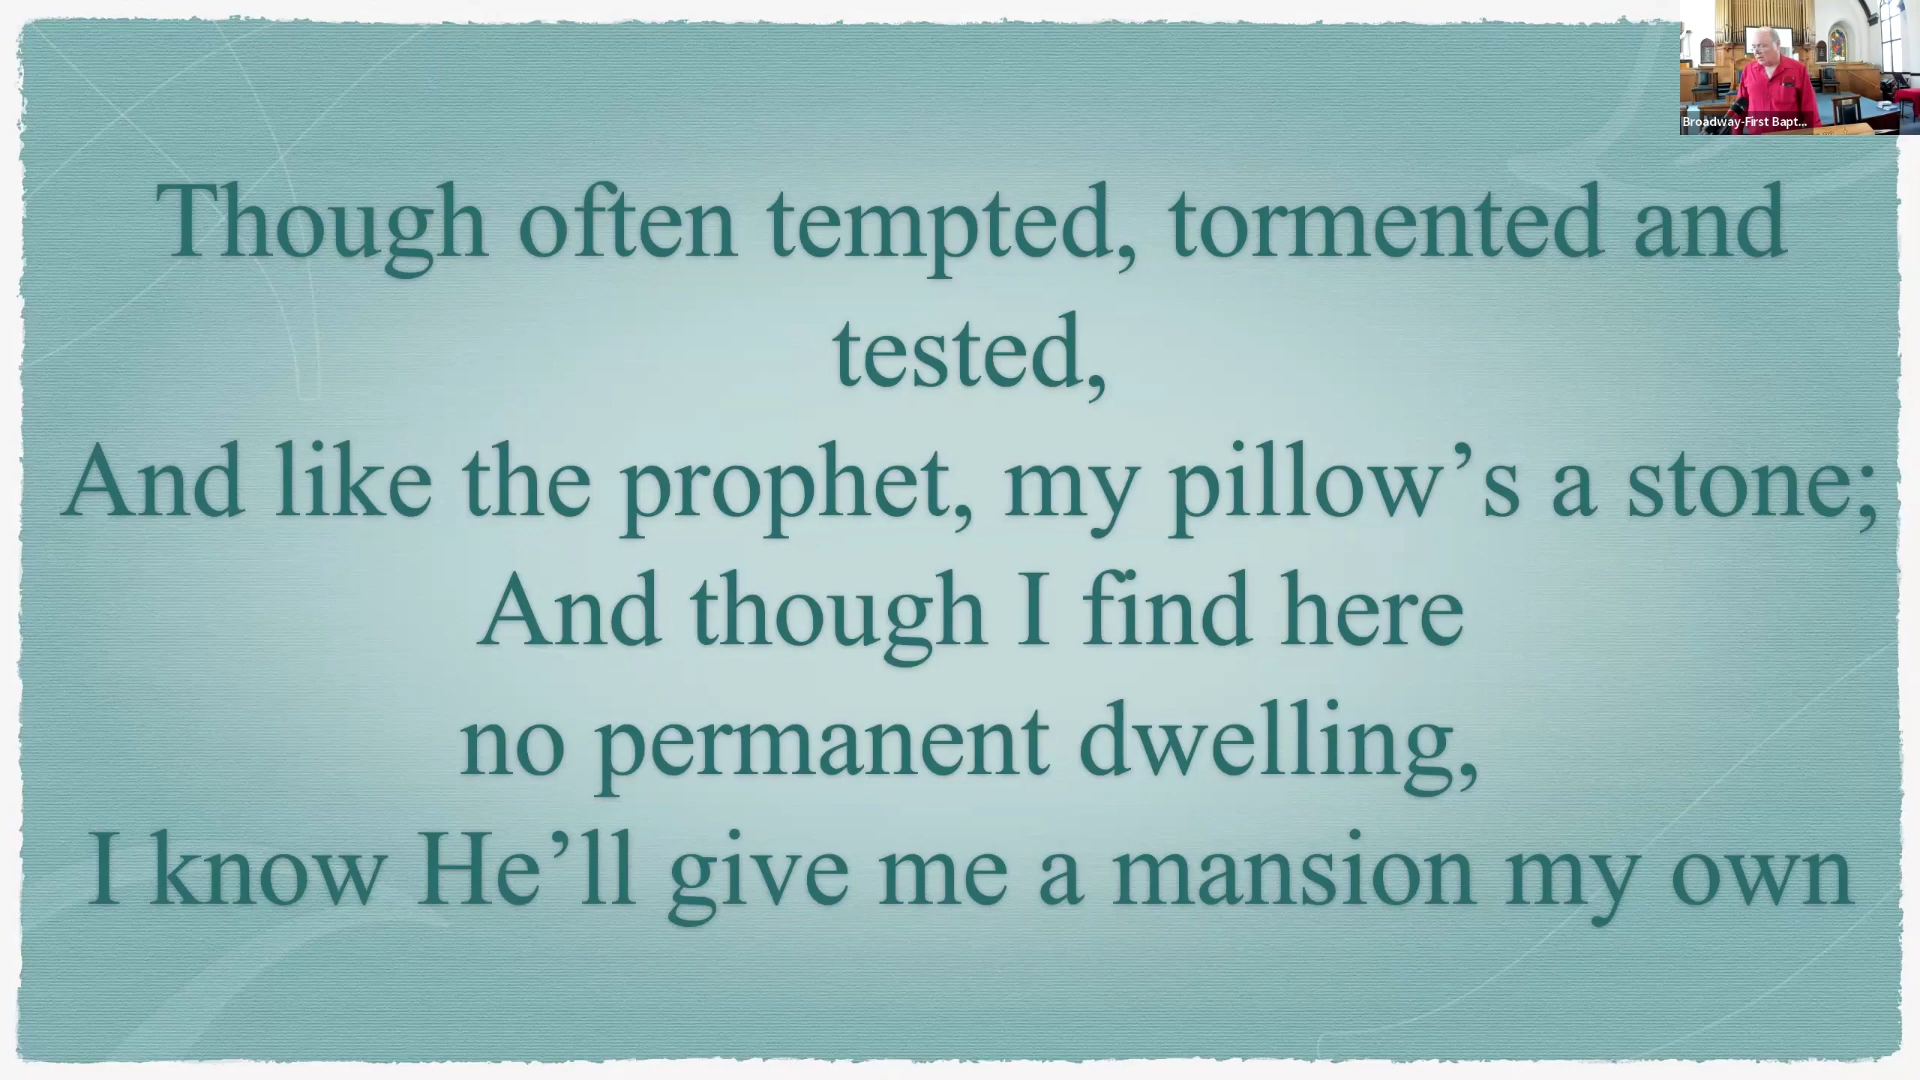 Broadway-First Bapt...
Though often tempted, tormented and
tested,
And like the prophet, my pillow’s a stone;
And though I find here
no permanent dwelling,
I know He’ll give me a mansion my own